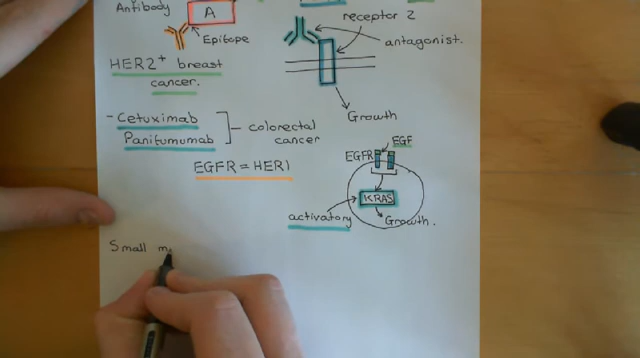 Antibody
A
Epitope
receptor 2
antagonist.
HER2+ breast
cancer.
Growth
- Cetuximab
Panitumumab
colorectal
cancer
EGFR = HER1
EGF
EGFR
KRAS
activatory
Growth.
Small m